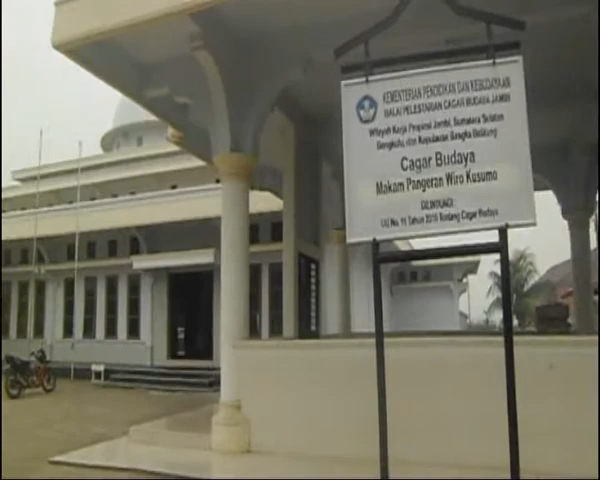 KEMENTERIAN PENDIDIKAN DAN KEBUDAYAAN
BALAI PELESTARIAN CAGAR BUDAYA JAMBI
Wilayah Kerja Propinsi Jambi, Sumatera Selatan
Bengkulu, dan Kepulauan Bangka Belitung
Cagar Budaya
Makam Pangeran Wiro Kusumo
DILINDUNGI :
UU No. 11 Tahun 2010 Tentang Cagar Budaya